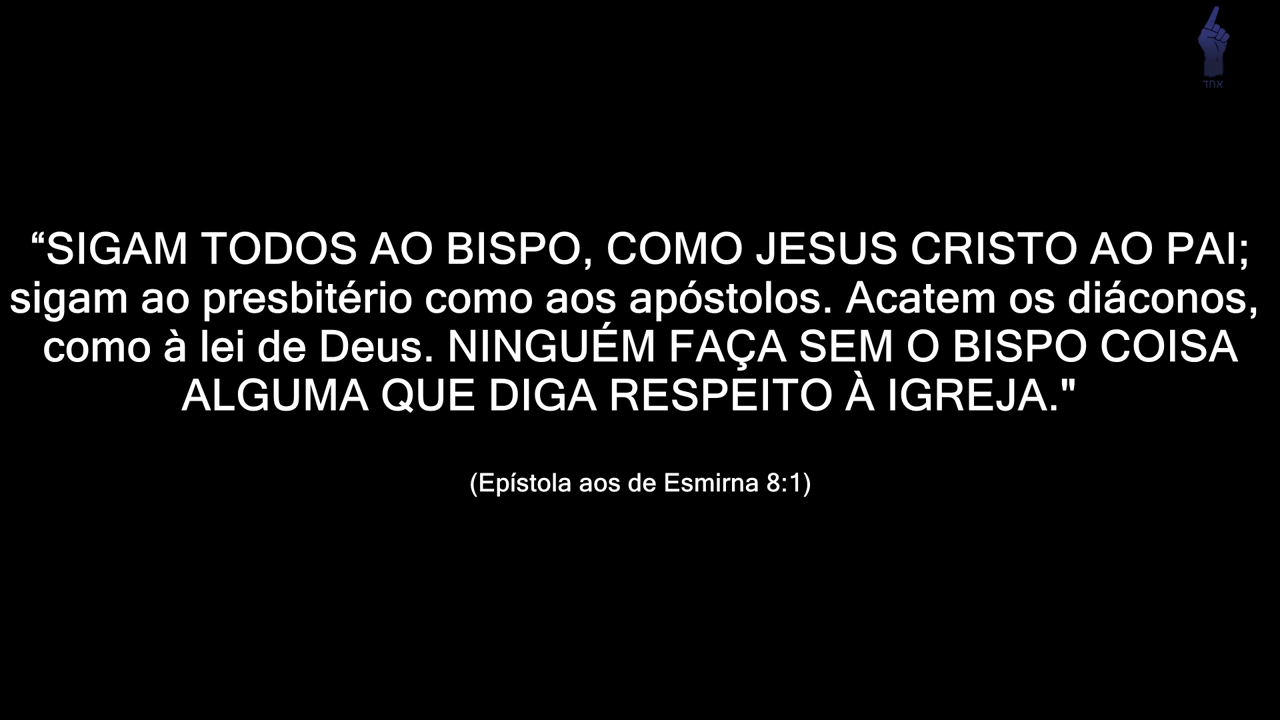 אחד
“SIGAM TODOS AO BISPO, COMO JESUS CRISTO AO PAI;
sigam ao presbitério como aos apóstolos. Acatem os diáconos,
como à lei de Deus. NINGUÉM FAÇA SEM O BISPO COISA
ALGUMA QUE DIGA RESPEITO À IGREJA."
(Epístola aos de Esmirna 8:1)